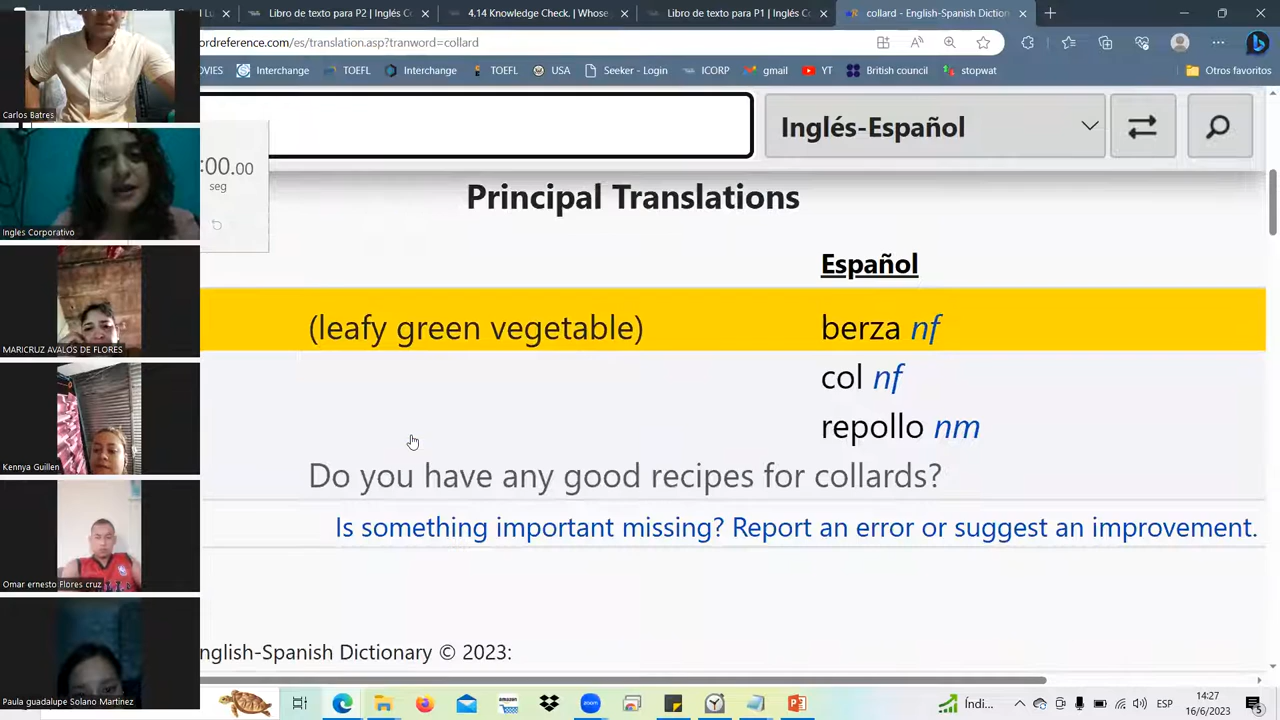 Libro de texto para P2 | Inglés Co
4,14 Knowledge Check. | Whose
Libro de texto para P1 | Inglés Co
collard - English-Spanish Diction
ordreference.com/es/translation.asp?tranword=collard
OVIES
Interchange
TOEFL
Interchange
TOEFL
USA
Seeker - Login
ICORP
gmail
YT
British council
stopwat
Otros favoritos
Carlos Batres
Ingles Corporativo
MARICRUZ AVALOS DE FLORES
Kennya Guillen
Omar ernesto Flores cruz
Paula guadalupe Solano Martinez
:00.00
seg
Inglés-Español
Principal Translations
Español
(leafy green vegetable)
berza nf
col nf
repollo nm
Do you have any good recipes for collards?
Is something important missing? Report an error or suggest an improvement.
nglish-Spanish Dictionary © 2023:
Índi...
ESP
14:27
16/6/2023
5